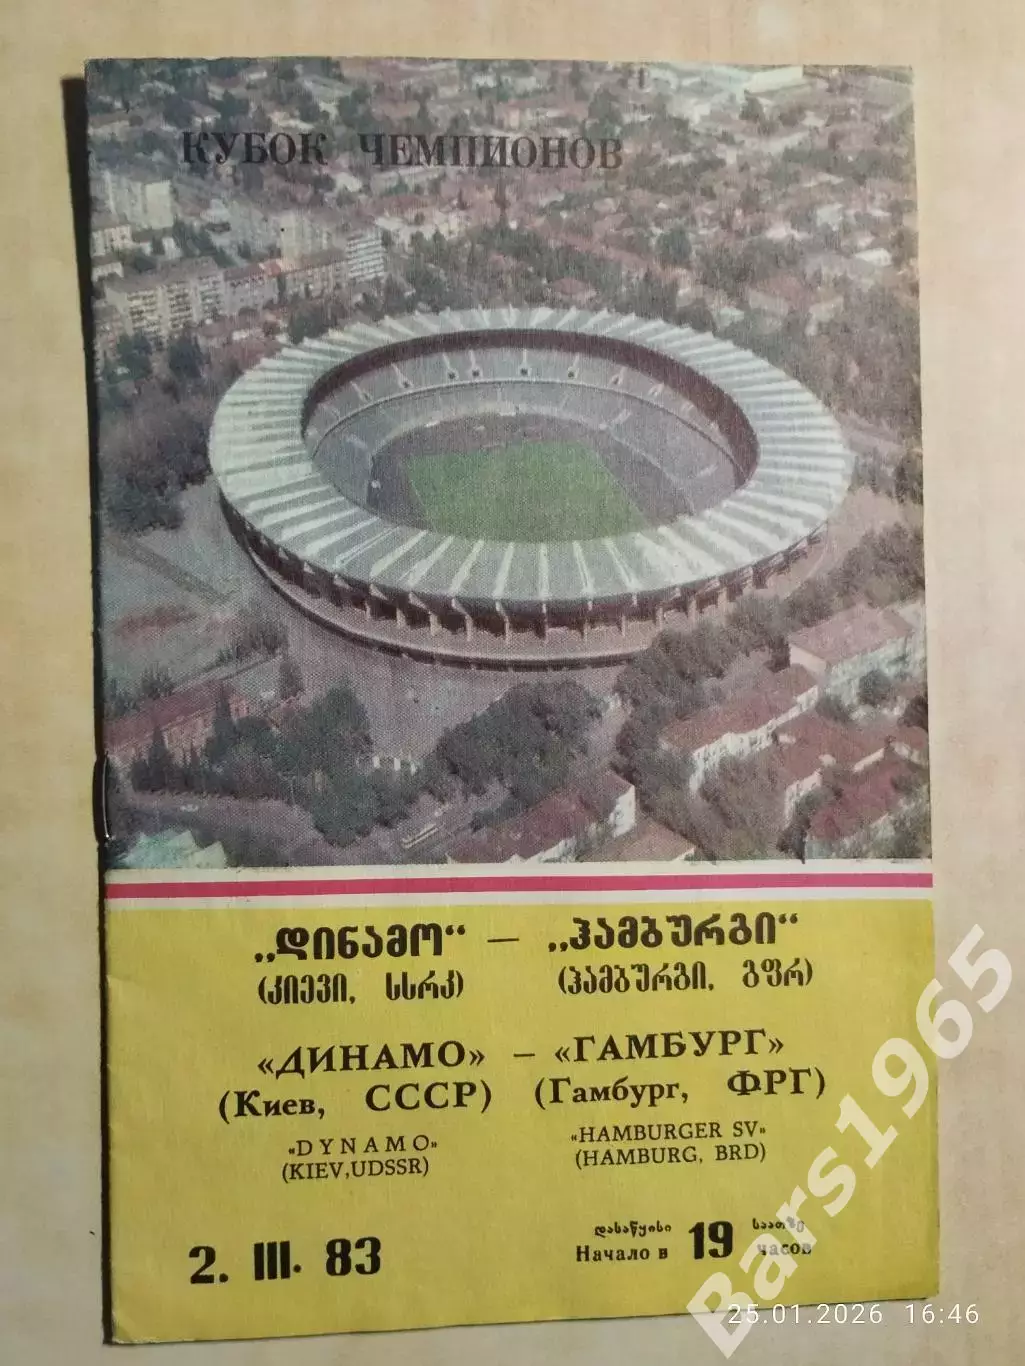 КУБОК ЧЕМПИОНОВ
„ᲓᲘᲜᲐᲛᲝ“ — „ᲰᲐᲛᲑᲣᲠᲒᲘ“
(ᲙᲘᲔᲕᲘ, ᲡᲡᲠᲙ) (ᲰᲐᲛᲑᲣᲠᲒᲘ, ᲒᲤᲠ)
«ДИНАМО» — «ГАМБУРГ»
(Киев, СССР) (Гамбург, ФРГ)
«DYNAMO» «HAMBURGER SV»
(KIEV,UDSSR) (HAMBURG, BRD)
2. III. 83
დასაწყისი 19 საათზე
Начало в 19 часов
Bars1965
25.01.2026 16:46